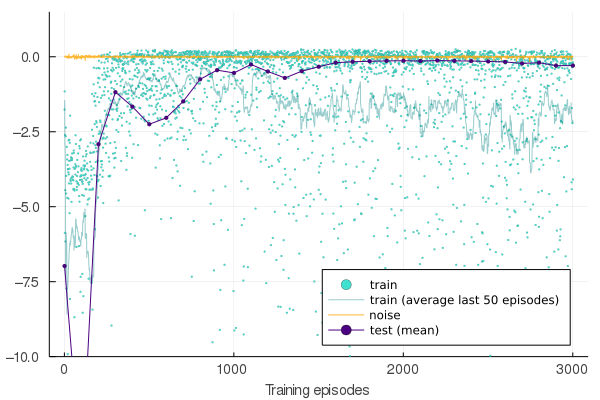 0.0
−2.5
−5.0
−7.5
−10.0
0
1000
2000
3000
Training episodes
train
train (average last 50 episodes)
noise
test (mean)